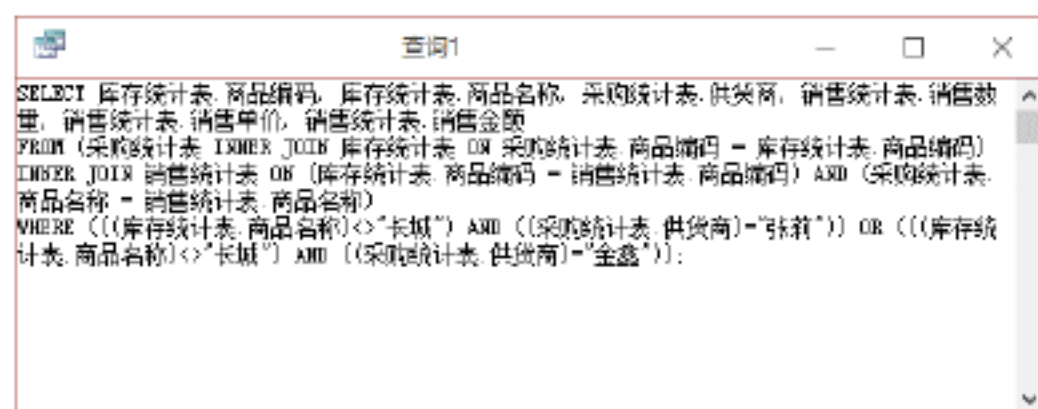 查询1
SELECT 库存统计表.商品编码, 库存统计表.商品名称, 采购统计表.供货商, 销售统计表.销售数
量, 销售统计表.销售单价, 销售统计表.销售金额
FROM (采购统计表 INNER JOIN 库存统计表 ON 采购统计表.商品编码 = 库存统计表.商品编码)
INNER JOIN 销售统计表 ON (库存统计表.商品编码 = 销售统计表.商品编码) AND (采购统计表.
商品名称 = 销售统计表.商品名称)
WHERE (((库存统计表.商品名称)<>"长城") AND ((采购统计表.供货商)="张莉")) OR (((库存统
计表.商品名称)<>"长城") AND ((采购统计表.供货商)="金鑫"));